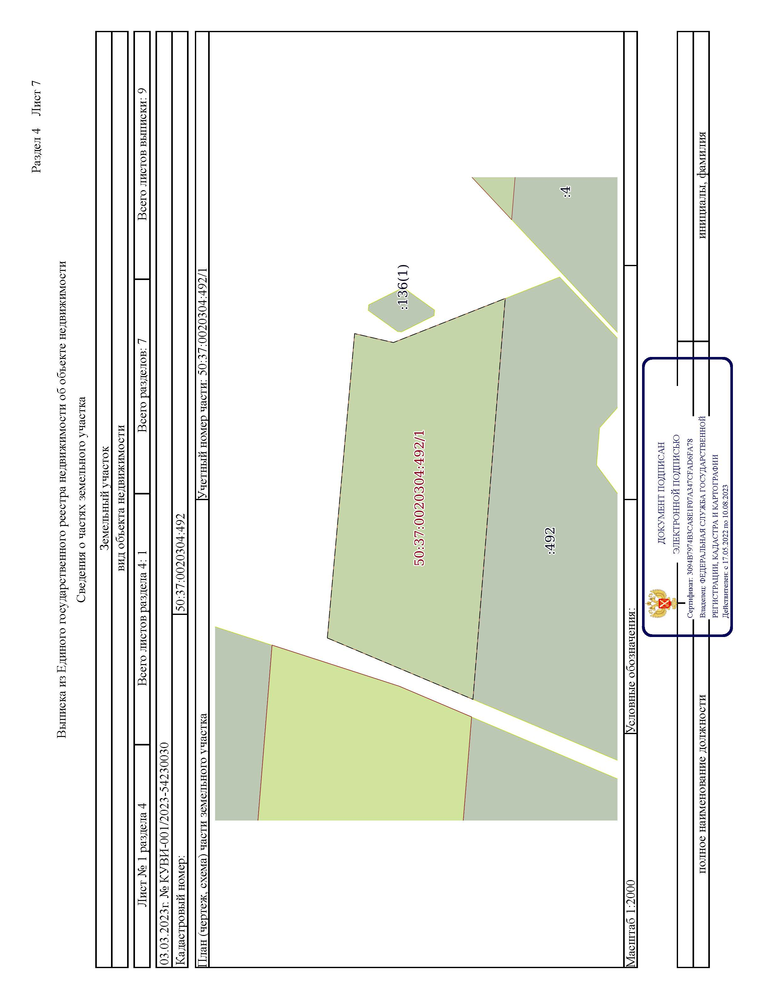 Раздел 4 Лист 7
Выписка из Единого государственного реестра недвижимости об объекте недвижимости
Сведения о частях земельного участка
Земельный участок
вид объекта недвижимости
Лист № 1 раздела 4 Всего листов раздела 4: 1 Всего разделов: 7 Всего листов выписки: 9
03.03.2023г. № КУВИ-001/2023-54230030
Кадастровый номер: 50:37:0020304:492
План (чертеж, схема) части земельного участка Учетный номер части: 50:37:0020304:492/1
:136(1)
50:37:0020304:492/1
:492
:4
Масштаб 1:2000 Условные обозначения:
ДОКУМЕНТ ПОДПИСАН
ЭЛЕКТРОННОЙ ПОДПИСЬЮ
Сертификат: 3094B7974B3CA8E1F07A347CFAD6FA78
Владелец: ФЕДЕРАЛЬНАЯ СЛУЖБА ГОСУДАРСТВЕННОЙ
РЕГИСТРАЦИИ, КАДАСТРА И КАРТОГРАФИИ
Действителен: с 17.05.2022 по 10.08.2023
полное наименование должности инициалы, фамилия